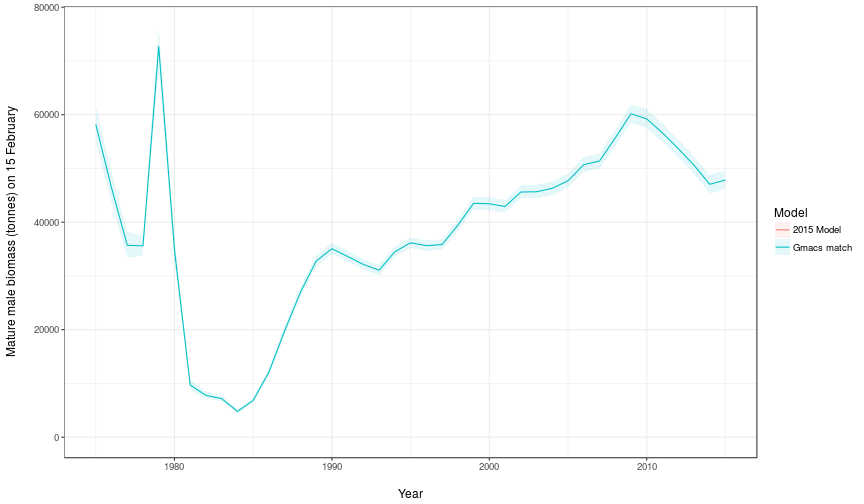 80000
60000
40000
20000
0
Mature male biomass (tonnes) on 15 February
1980
1990
2000
2010
Year
Model
2015 Model
Gmacs match